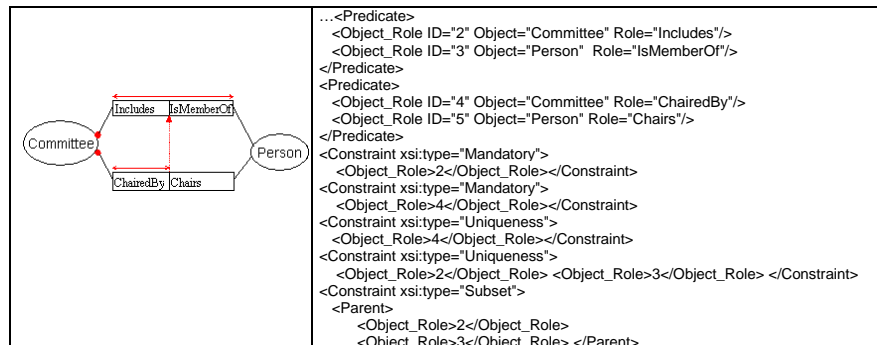 Includes IsMemberOf
Committee
Person
ChairedBy Chairs
…<Predicate>
<Object_Role ID="2" Object="Committee" Role="Includes"/>
<Object_Role ID="3" Object="Person" Role="IsMemberOf"/>
</Predicate>
<Predicate>
<Object_Role ID="4" Object="Committee" Role="ChairedBy"/>
<Object_Role ID="5" Object="Person" Role="Chairs"/>
</Predicate>
<Constraint xsi:type="Mandatory">
<Object_Role>2</Object_Role></Constraint>
<Constraint xsi:type="Mandatory">
<Object_Role>4</Object_Role></Constraint>
<Constraint xsi:type="Uniqueness">
<Object_Role>4</Object_Role></Constraint>
<Constraint xsi:type="Uniqueness">
<Object_Role>2</Object_Role> <Object_Role>3</Object_Role> </Constraint>
<Constraint xsi:type="Subset">
<Parent>
<Object_Role>2</Object_Role>
<Object_Role>3</Object_Role> </Parent>